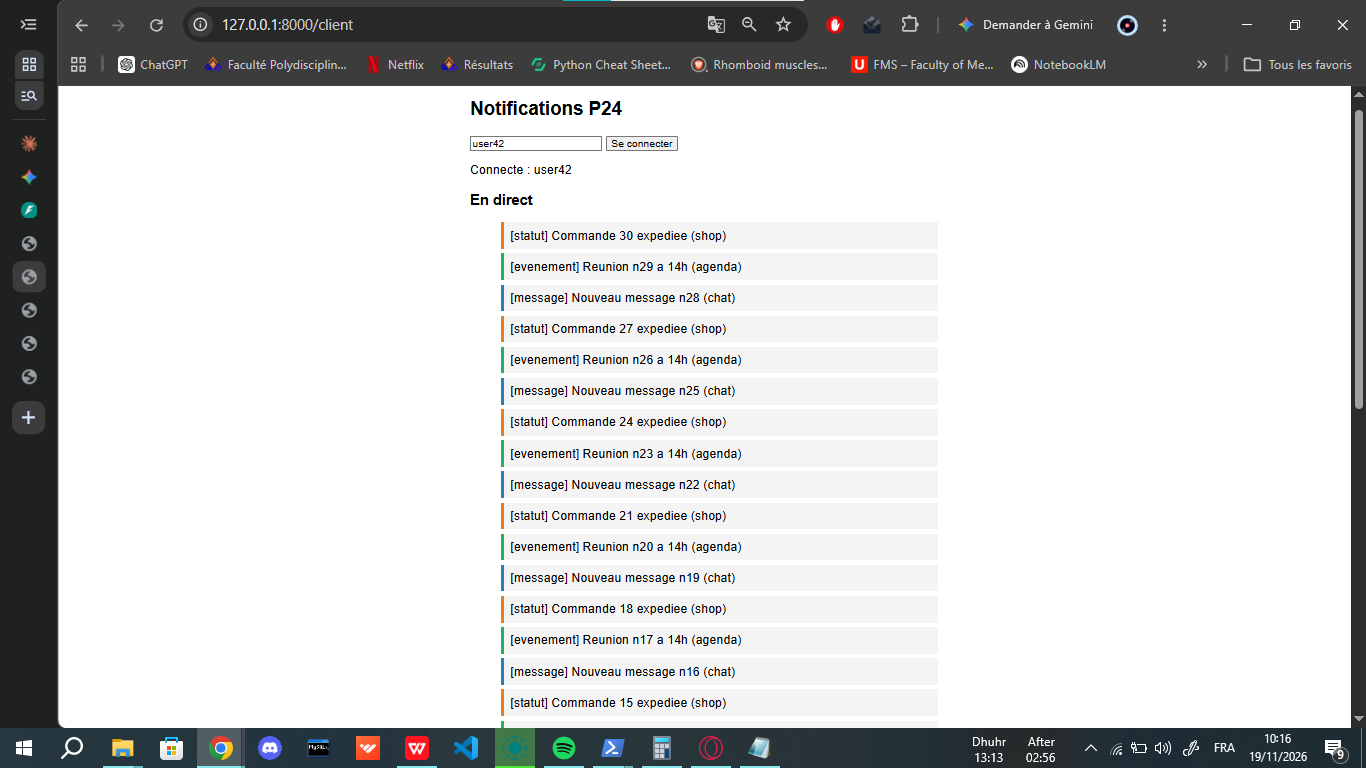 127.0.0.1:8000/client
Demander à Gemini
ChatGPT
Faculté Polydisciplin...
Netflix
Résultats
Python Cheat Sheet...
Rhomboid muscles...
FMS – Faculty of Me...
NotebookLM
Tous les favoris
Notifications P24
user42
Se connecter
Connecte : user42
En direct
[statut] Commande 30 expediee (shop)
[evenement] Reunion n29 a 14h (agenda)
[message] Nouveau message n28 (chat)
[statut] Commande 27 expediee (shop)
[evenement] Reunion n26 a 14h (agenda)
[message] Nouveau message n25 (chat)
[statut] Commande 24 expediee (shop)
[evenement] Reunion n23 a 14h (agenda)
[message] Nouveau message n22 (chat)
[statut] Commande 21 expediee (shop)
[evenement] Reunion n20 a 14h (agenda)
[message] Nouveau message n19 (chat)
[statut] Commande 18 expediee (shop)
[evenement] Reunion n17 a 14h (agenda)
[message] Nouveau message n16 (chat)
[statut] Commande 15 expediee (shop)
Dhuhr
13:13
After
02:56
FRA
10:16
19/11/2026
9